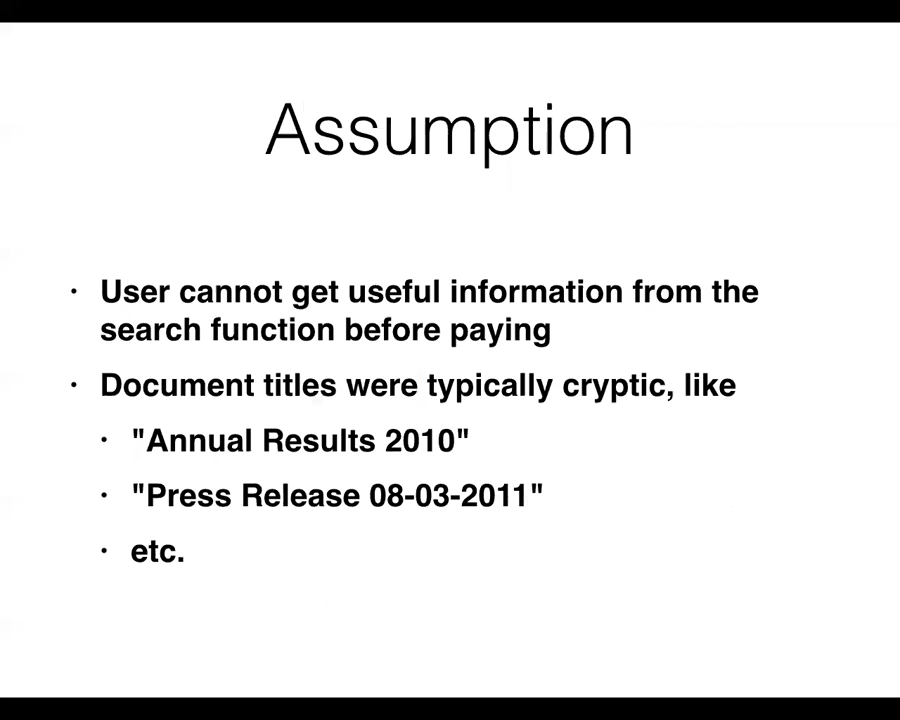 Assumption
• User cannot get useful information from the
search function before paying
• Document titles were typically cryptic, like
• "Annual Results 2010"
• "Press Release 08-03-2011"
• etc.